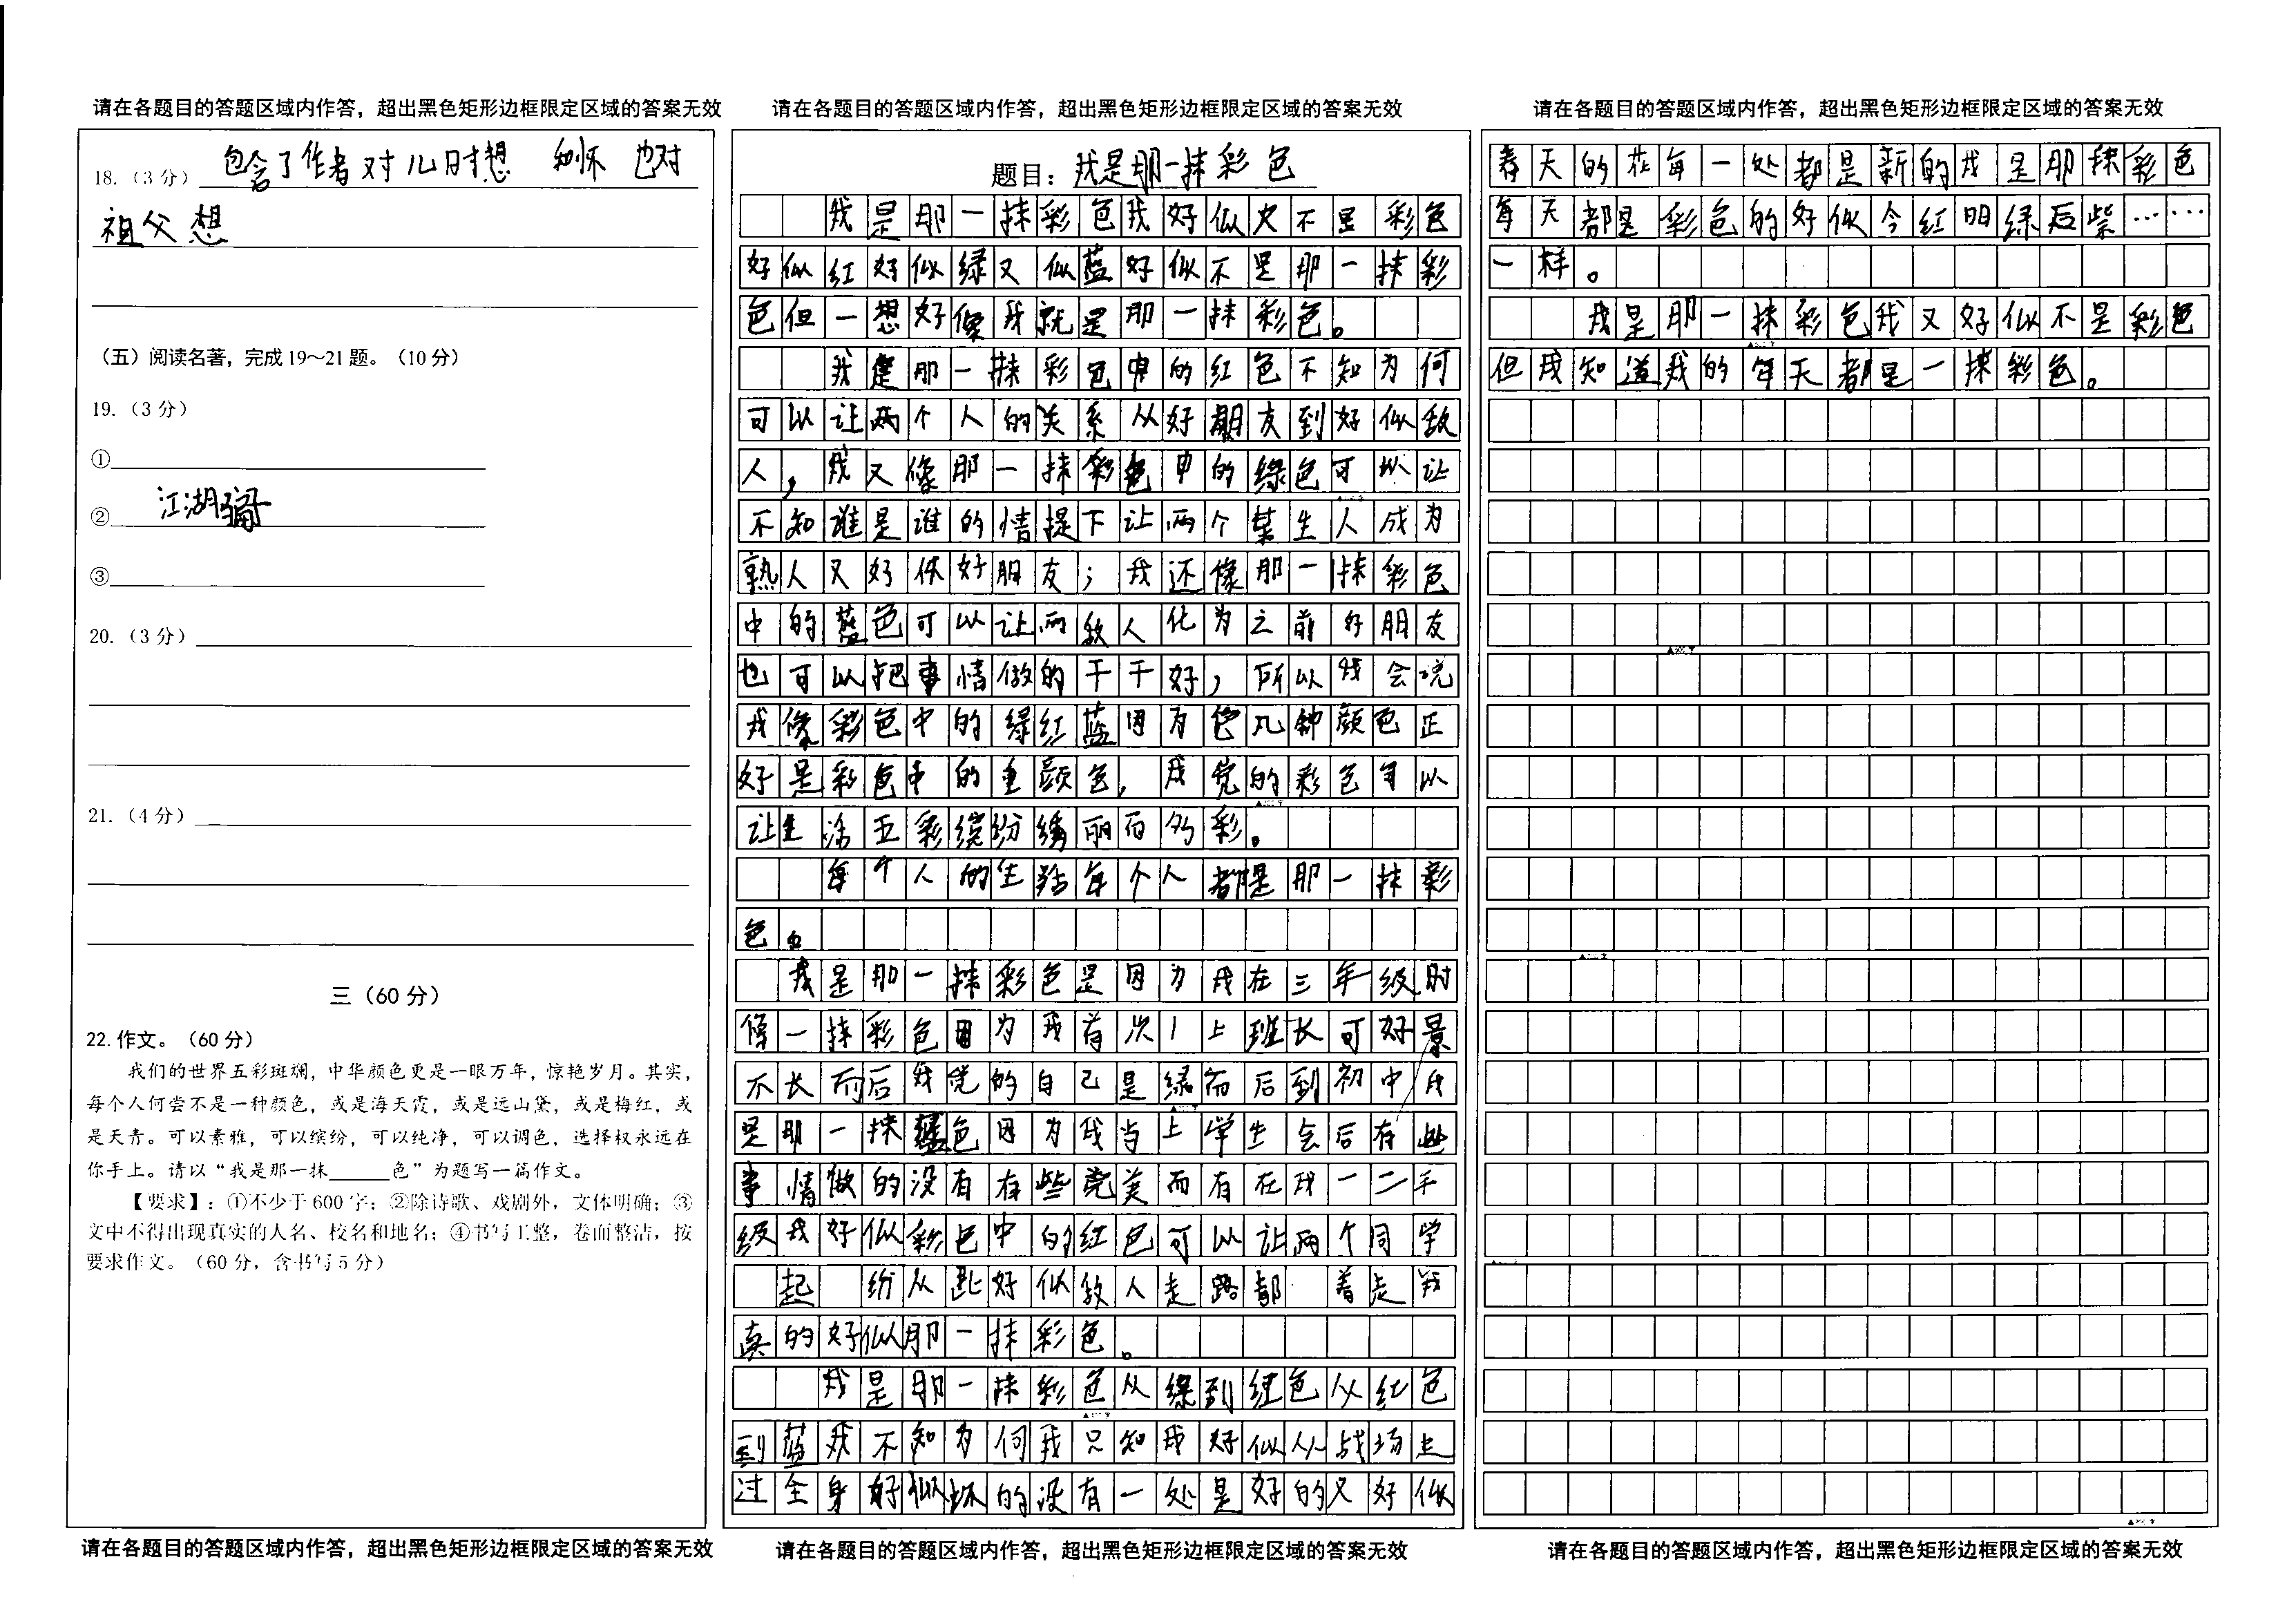 请在各题目的答题区域内作答，超出黑色矩形边框限定区域的答案无效
18.（3 分）包含了作者对儿时想 和怀 也对
祖父想
（五）阅读名著，完成 19～21 题。（10 分）
19.（3 分）
①
②江湖骗子
③
20.（3 分）
21.（4 分）
三（60 分）
22.作文。（60 分）
我们的世界五彩斑斓，中华颜色更是一眼万年，惊艳岁月。其实，
每个人何尝不是一种颜色，或是海天霞，或是远山黛，或是梅红，或
是天青。可以素雅，可以缤纷，可以纯净，可以调色，选择权永远在
你手上。请以“我是那一抹______色”为题写一篇作文。
【要求】：①不少于 600 字；②除诗歌、戏剧外，文体明确；③
文中不得出现真实的人名、校名和地名；④书写工整，卷面整洁，按
要求作文。（60 分，含书写 5 分）
请在各题目的答题区域内作答，超出黑色矩形边框限定区域的答案无效
请在各题目的答题区域内作答，超出黑色矩形边框限定区域的答案无效
题目：我是那一抹彩色
我是那一抹彩色我好似又不是彩色
好似红好似绿又似蓝好似不是那一抹彩
色但一想好像我就是那一抹彩色。
我是那一抹彩色中的红色不知为何
可以让两个人的关系从好朋友到好似敌
人，我又像那一抹彩色中的绿色可以让
不知谁是谁的情提下让两个某生人成为
熟人又好似好朋友；我还像那一抹彩色
中的蓝色可以让两敌人化为之前好朋友
也可以把事情做的干干好，所以我会说
我像彩色中的绿红蓝因为这几种颜色正
好是彩色中的重颜色，我觉的彩色可以
让生活五彩缤纷绣丽百多彩。
每个人的生活每个人都是那一抹彩
色。
我是那一抹彩色是因为我在三年级时
像一抹彩色因为我有次上班长可好景
不长而后我觉的自己是绿而后到初中我
是那一抹蓝色因为我当上学生会后有些
事情做的没有有些完美而有在我一二年
级我好似彩色中的红色可以让两个同学
起 纷从此好似敌人走路都 着走我
真的好似那一抹彩色。
我是那一抹彩色从绿到红色从红色
到蓝我不知为何我只知我好似从战场上
过全身好似坏的没有一处是好的又好似
请在各题目的答题区域内作答，超出黑色矩形边框限定区域的答案无效
请在各题目的答题区域内作答，超出黑色矩形边框限定区域的答案无效
春天的花每一处都是新的我是那抹彩色
每天都是彩色的好似今红明绿后紫……
一样。
我是那一抹彩色我又好似不是彩色
但我知道我的每天都是一抹彩色。
请在各题目的答题区域内作答，超出黑色矩形边框限定区域的答案无效